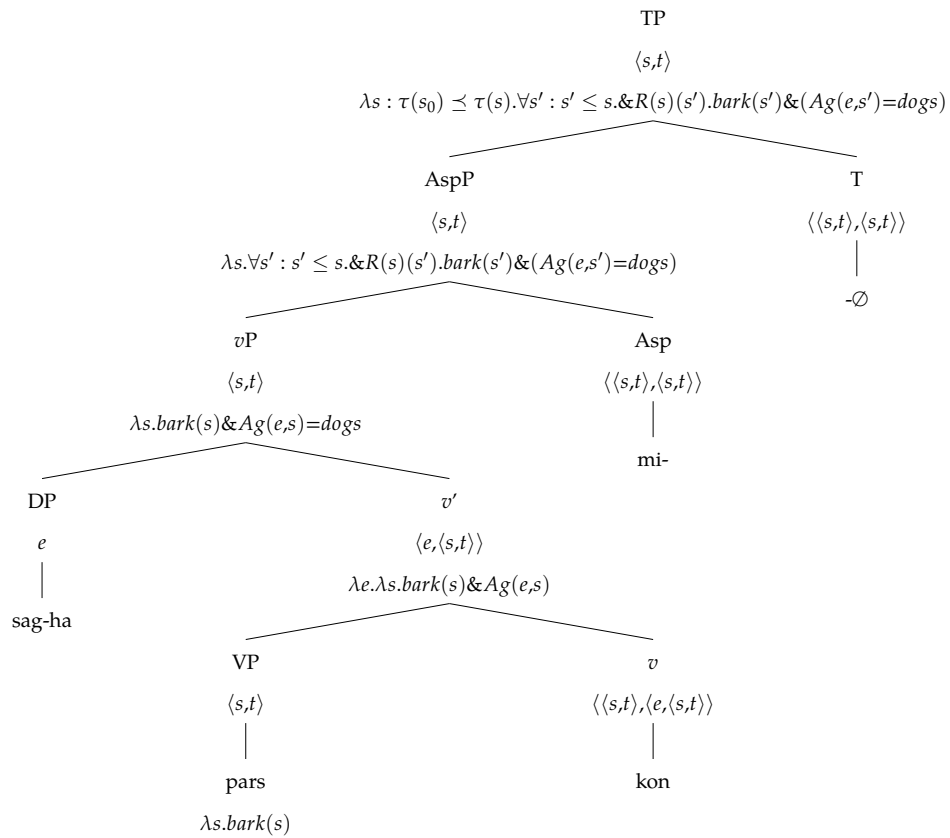 TP
⟨s,t⟩
λs : τ(s₀) ⪯ τ(s).∀s′ : s′ ≤ s.&R(s)(s′).bark(s′)&(Ag(e,s′)=dogs)
AspP T
⟨s,t⟩ ⟨⟨s,t⟩,⟨s,t⟩⟩
λs.∀s′ : s′ ≤ s.&R(s)(s′).bark(s′)&(Ag(e,s′)=dogs)
-∅
vP Asp
⟨s,t⟩ ⟨⟨s,t⟩,⟨s,t⟩⟩
λs.bark(s)&Ag(e,s)=dogs
mi-
DP v′
e ⟨e,⟨s,t⟩⟩
λe.λs.bark(s)&Ag(e,s)
sag-ha
VP v
⟨s,t⟩ ⟨⟨s,t⟩,⟨e,⟨s,t⟩⟩
pars kon
λs.bark(s)